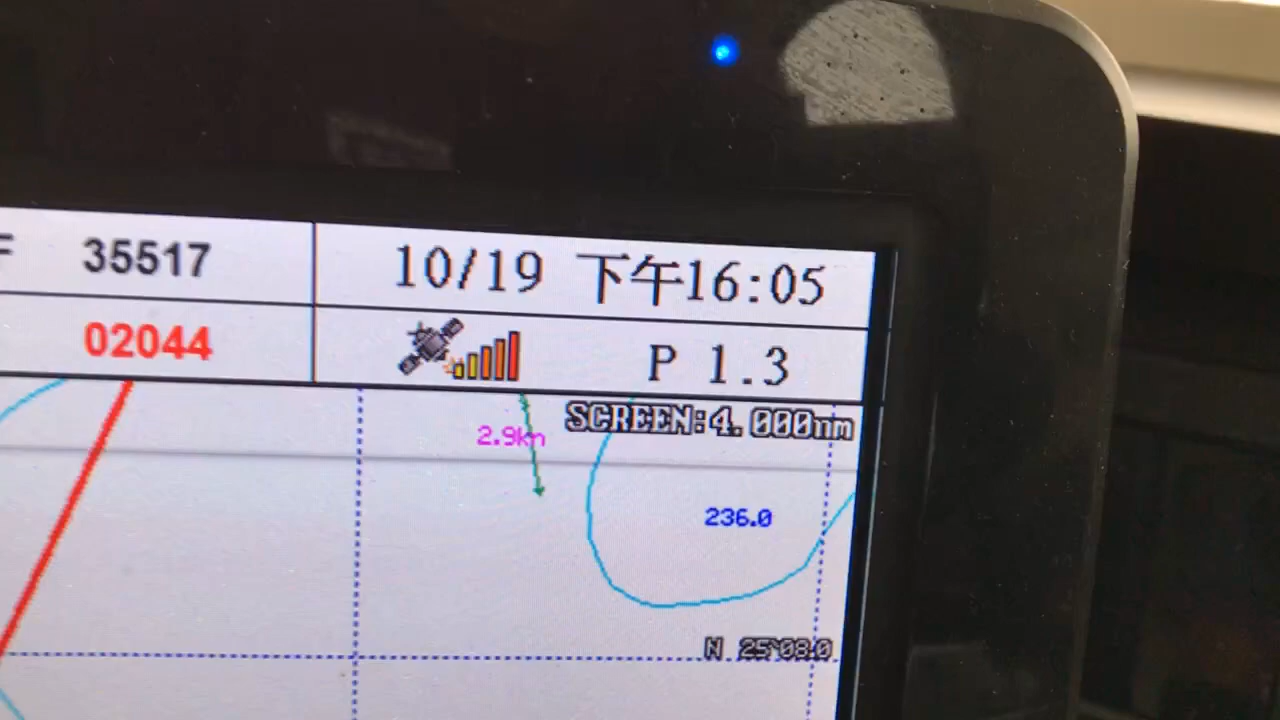 F 35517 10/19 下午16:05
02044 P 1.3
SCREEN:4.000nm
2.9kn
236.0
N 25°08.0